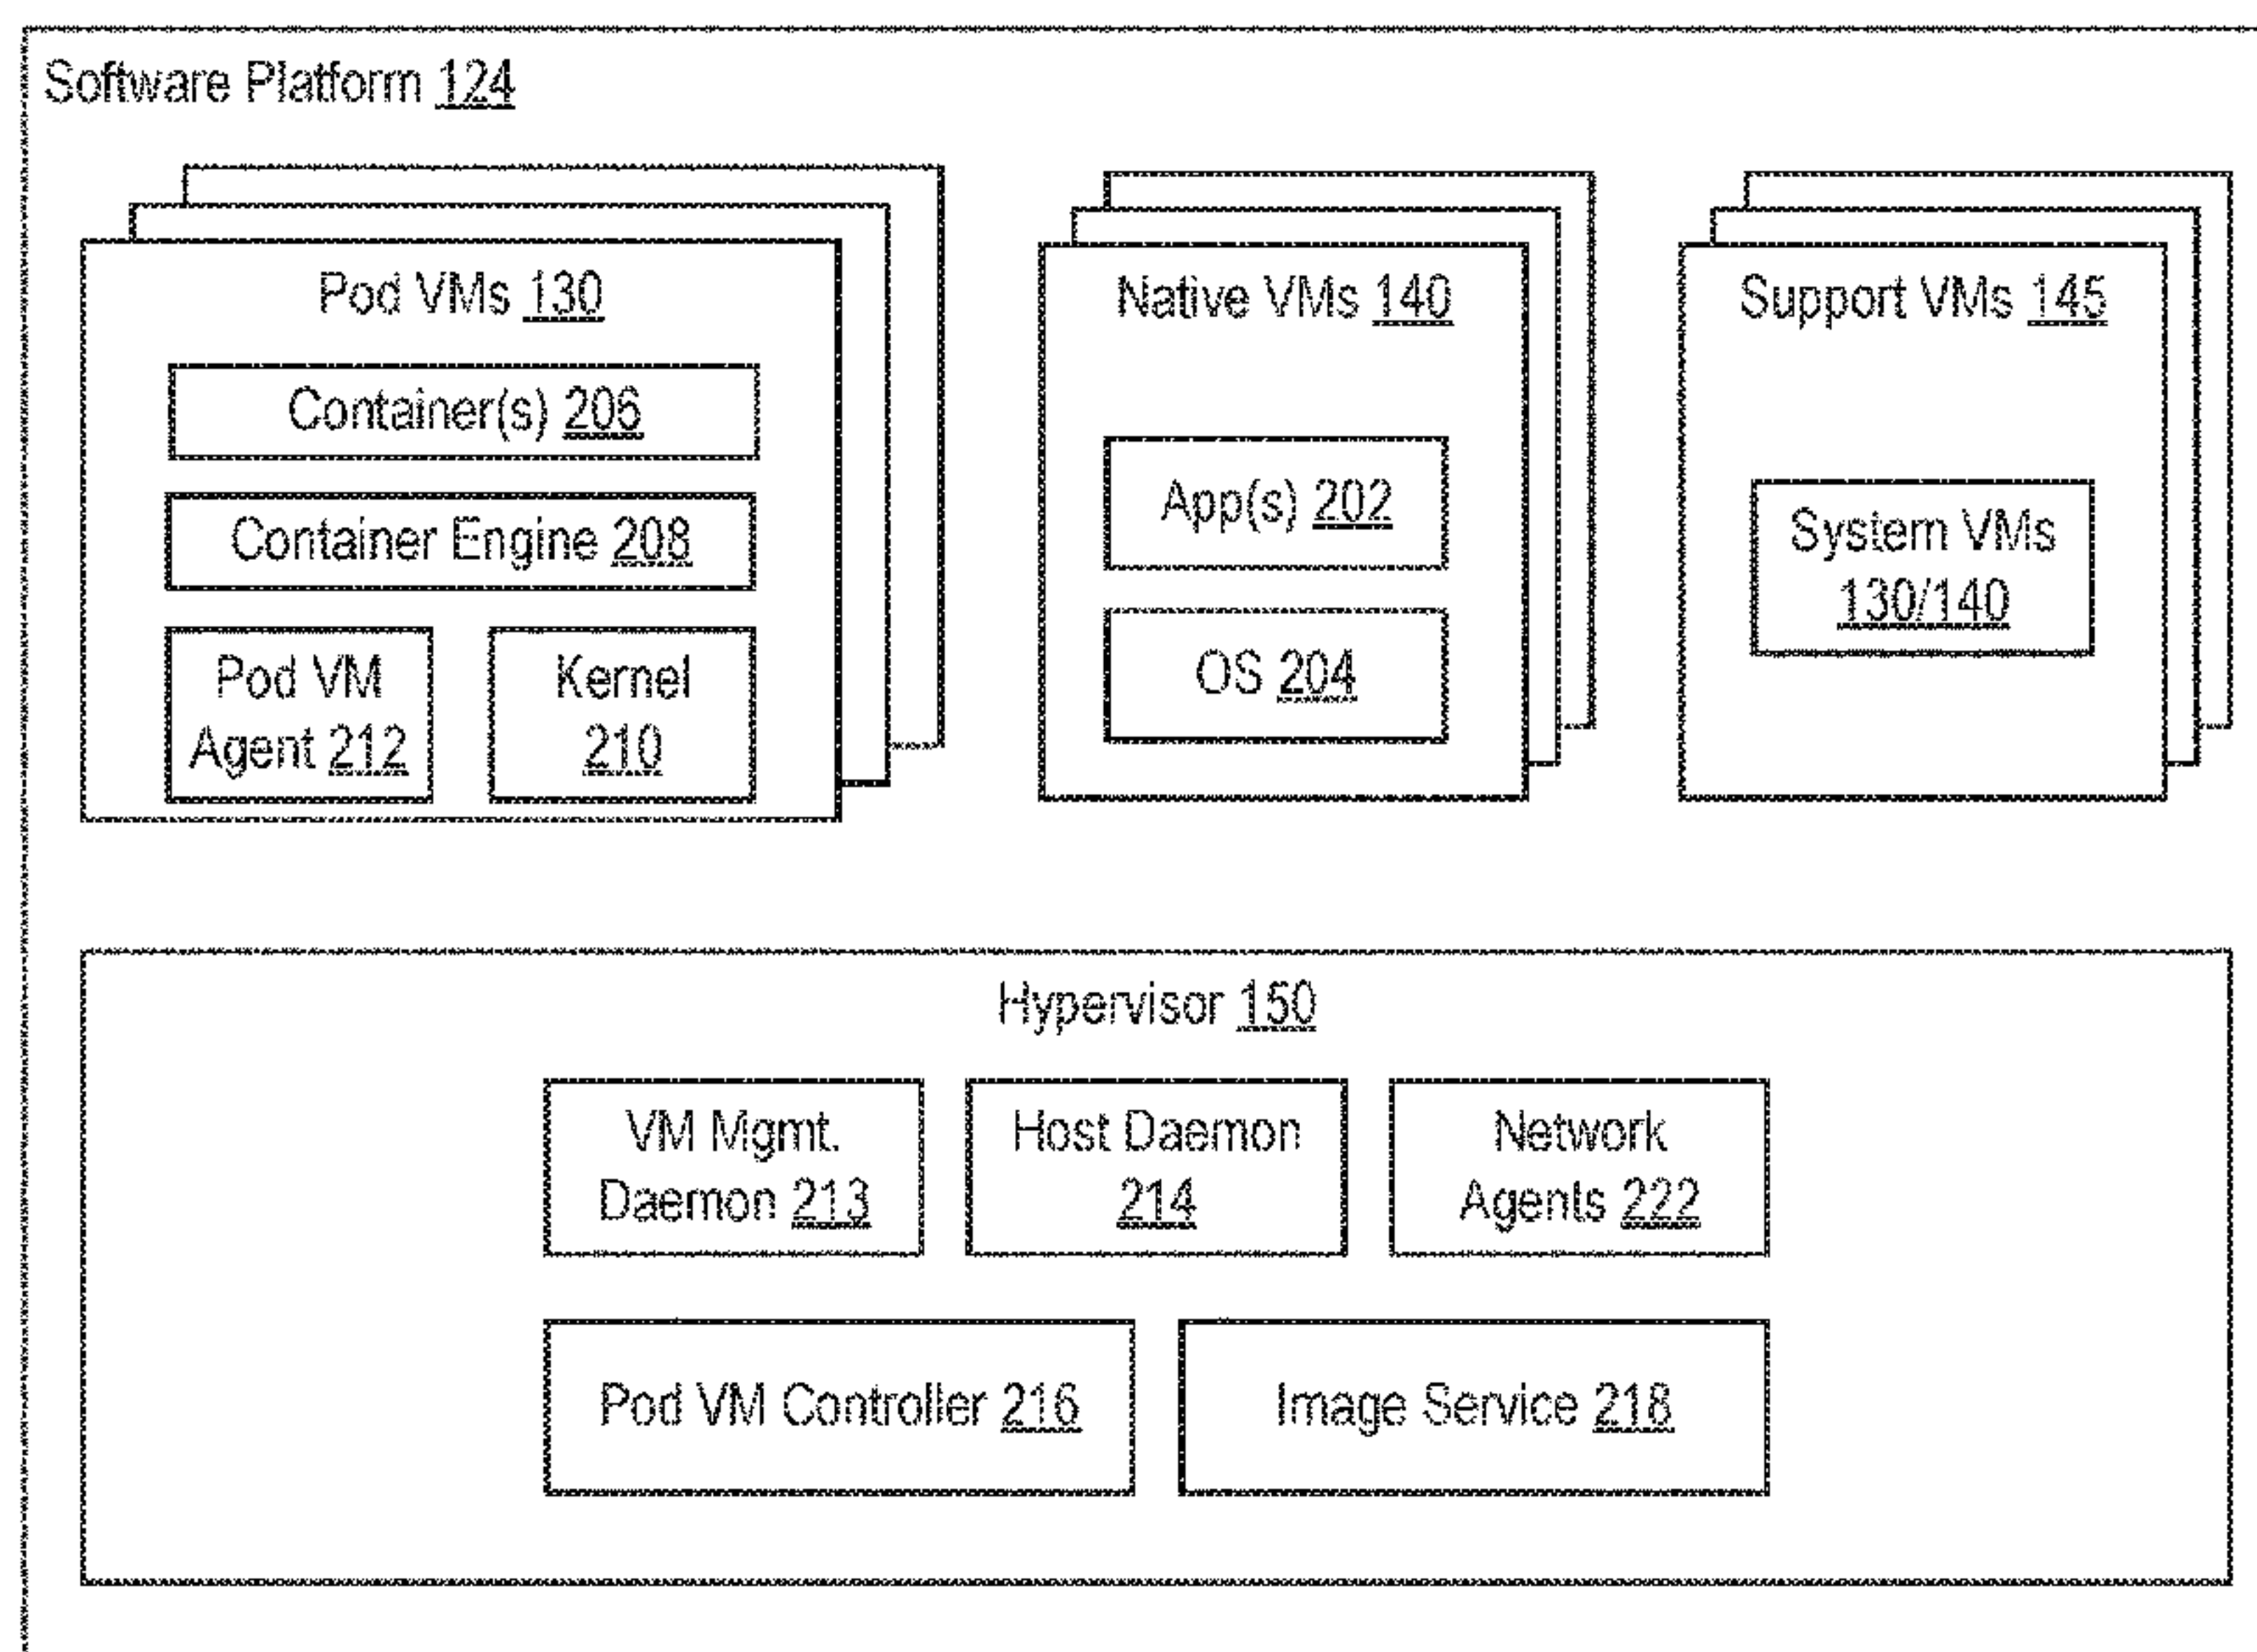 Software Platform 124
Pod VMs 130
Container(s) 206
Container Engine 208
Pod VM
Agent 212
Kernel
210
Native VMs 140
App(s) 202
OS 204
Support VMs 145
System VMs
130/140
Hypervisor 150
VM Mgmt.
Daemon 213
Host Daemon
214
Network
Agents 222
Pod VM Controller 216
Image Service 218